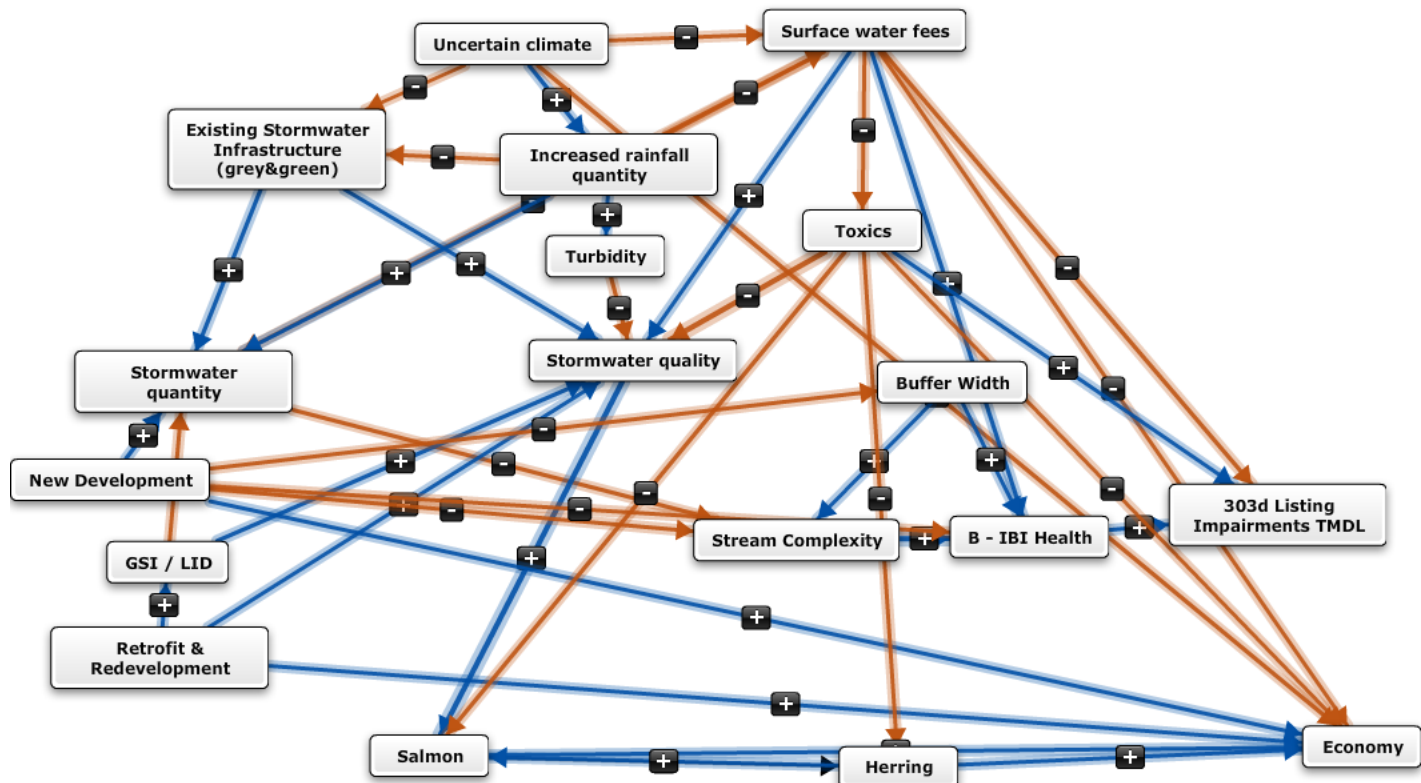 Uncertain climate
Surface water fees
-
-
-
+
Existing Stormwater
Infrastructure
(grey&green)
-
Increased rainfall
quantity
-
+
-
+
Toxics
Turbidity
+
+
+
-
+
-
-
Stormwater quality
+
Stormwater
quantity
Buffer Width
-
+
-
+
-
+
+
-
New Development
-
+
-
-
-
-
303d Listing
Impairments TMDL
Stream Complexity
+
B - IBI Health
+
GSI / LID
+
+
+
Retrofit &
Redevelopment
+
Salmon
+
Herring
+
Economy